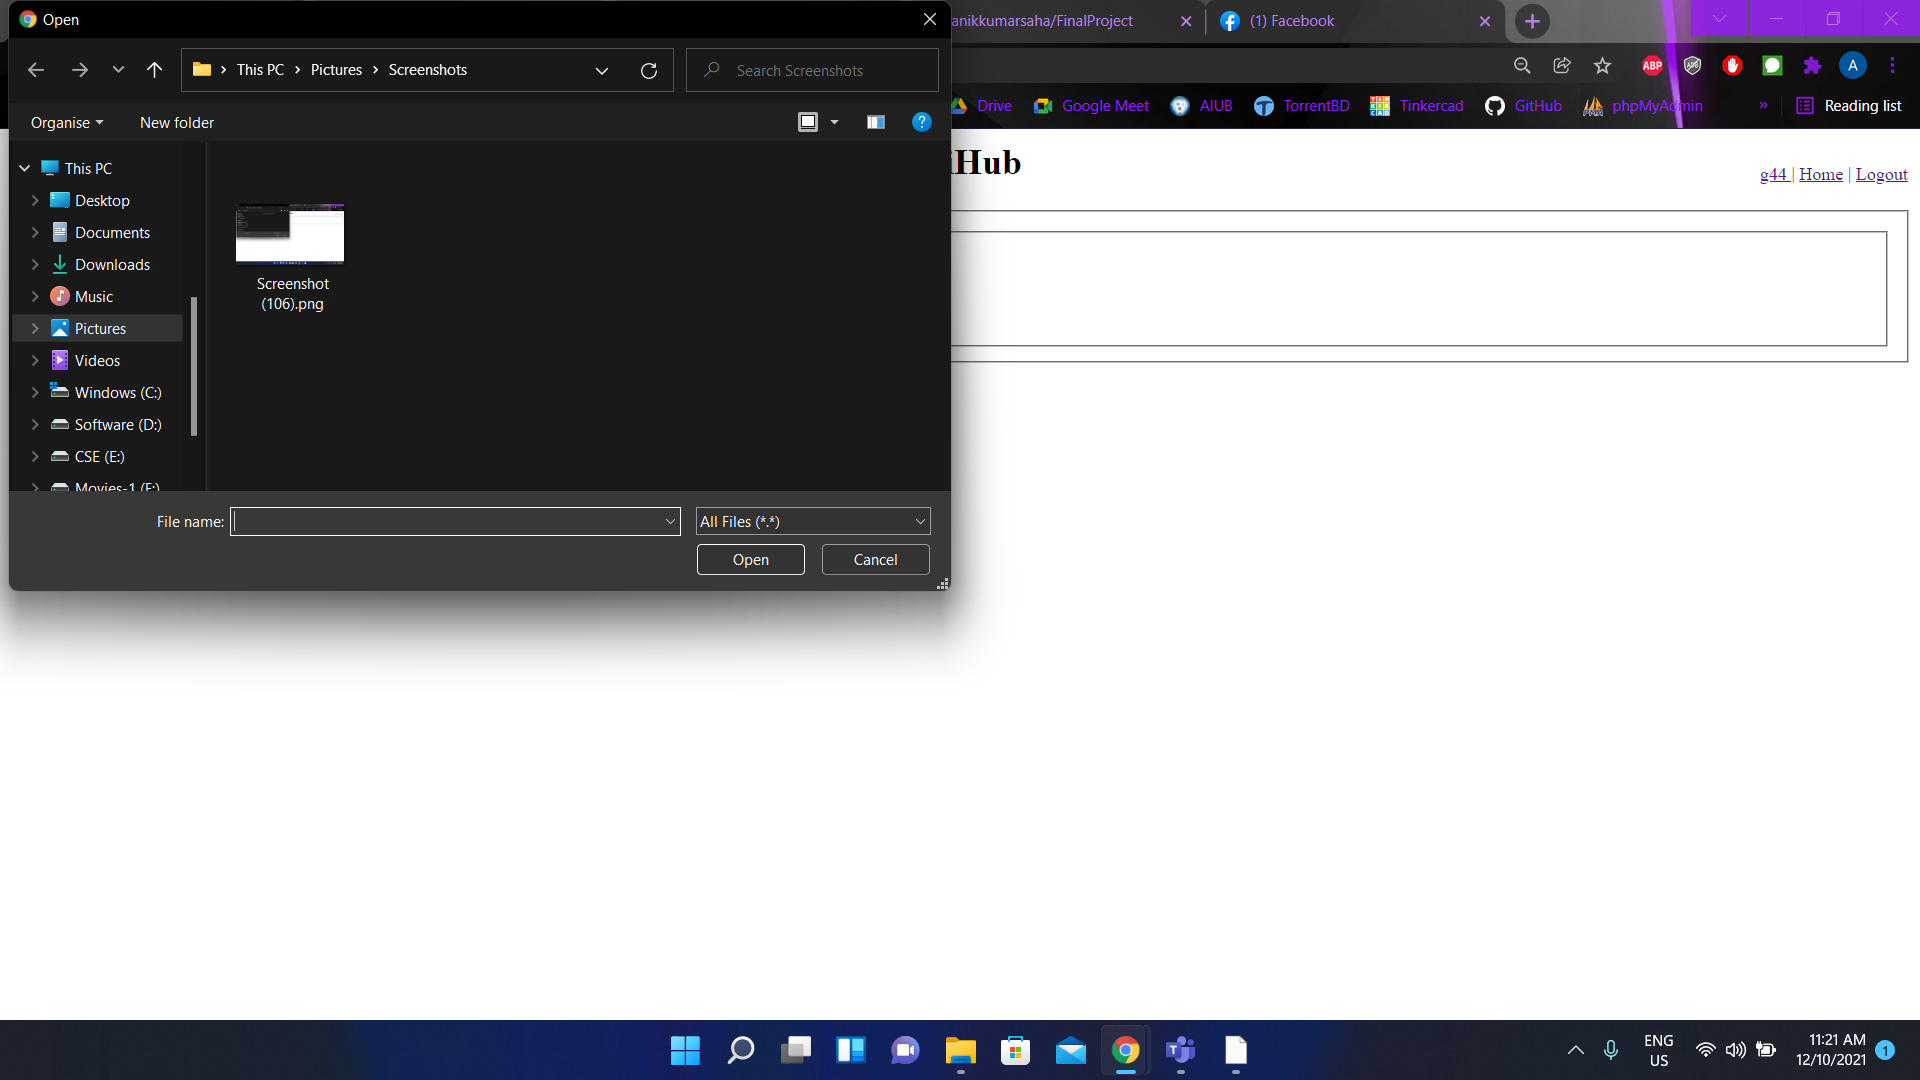 Open
anikkumarsaha/FinalProject
(1) Facebook
This PC
Pictures
Screenshots
Search Screenshots
ABP
A
Drive
Google Meet
AIUB
TorrentBD
Tinkercad
GitHub
phpMyAdmin
»
Reading list
Organise
New folder
?
Hub
g44 | Home | Logout
This PC
Desktop
Documents
Downloads
Music
Pictures
Videos
Windows (C:)
Software (D:)
CSE (E:)
Movies-1 (F:)
Screenshot
(106).png
File name:
All Files (*.*)
Open
Cancel
ENG
US
11:21 AM
12/10/2021
1